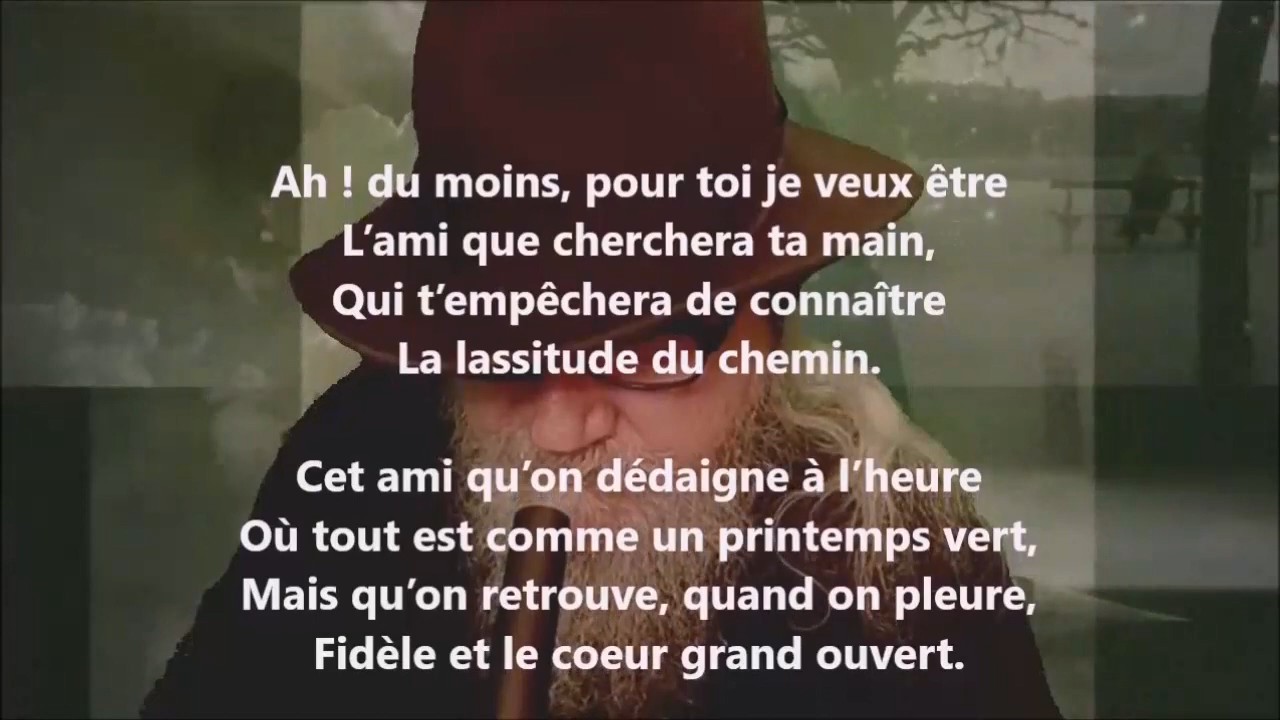 Ah ! du moins, pour toi je veux être
L’ami que cherchera ta main,
Qui t’empêchera de connaître
La lassitude du chemin.
Cet ami qu’on dédaigne à l’heure
Où tout est comme un printemps vert,
Mais qu’on retrouve, quand on pleure,
Fidèle et le coeur grand ouvert.